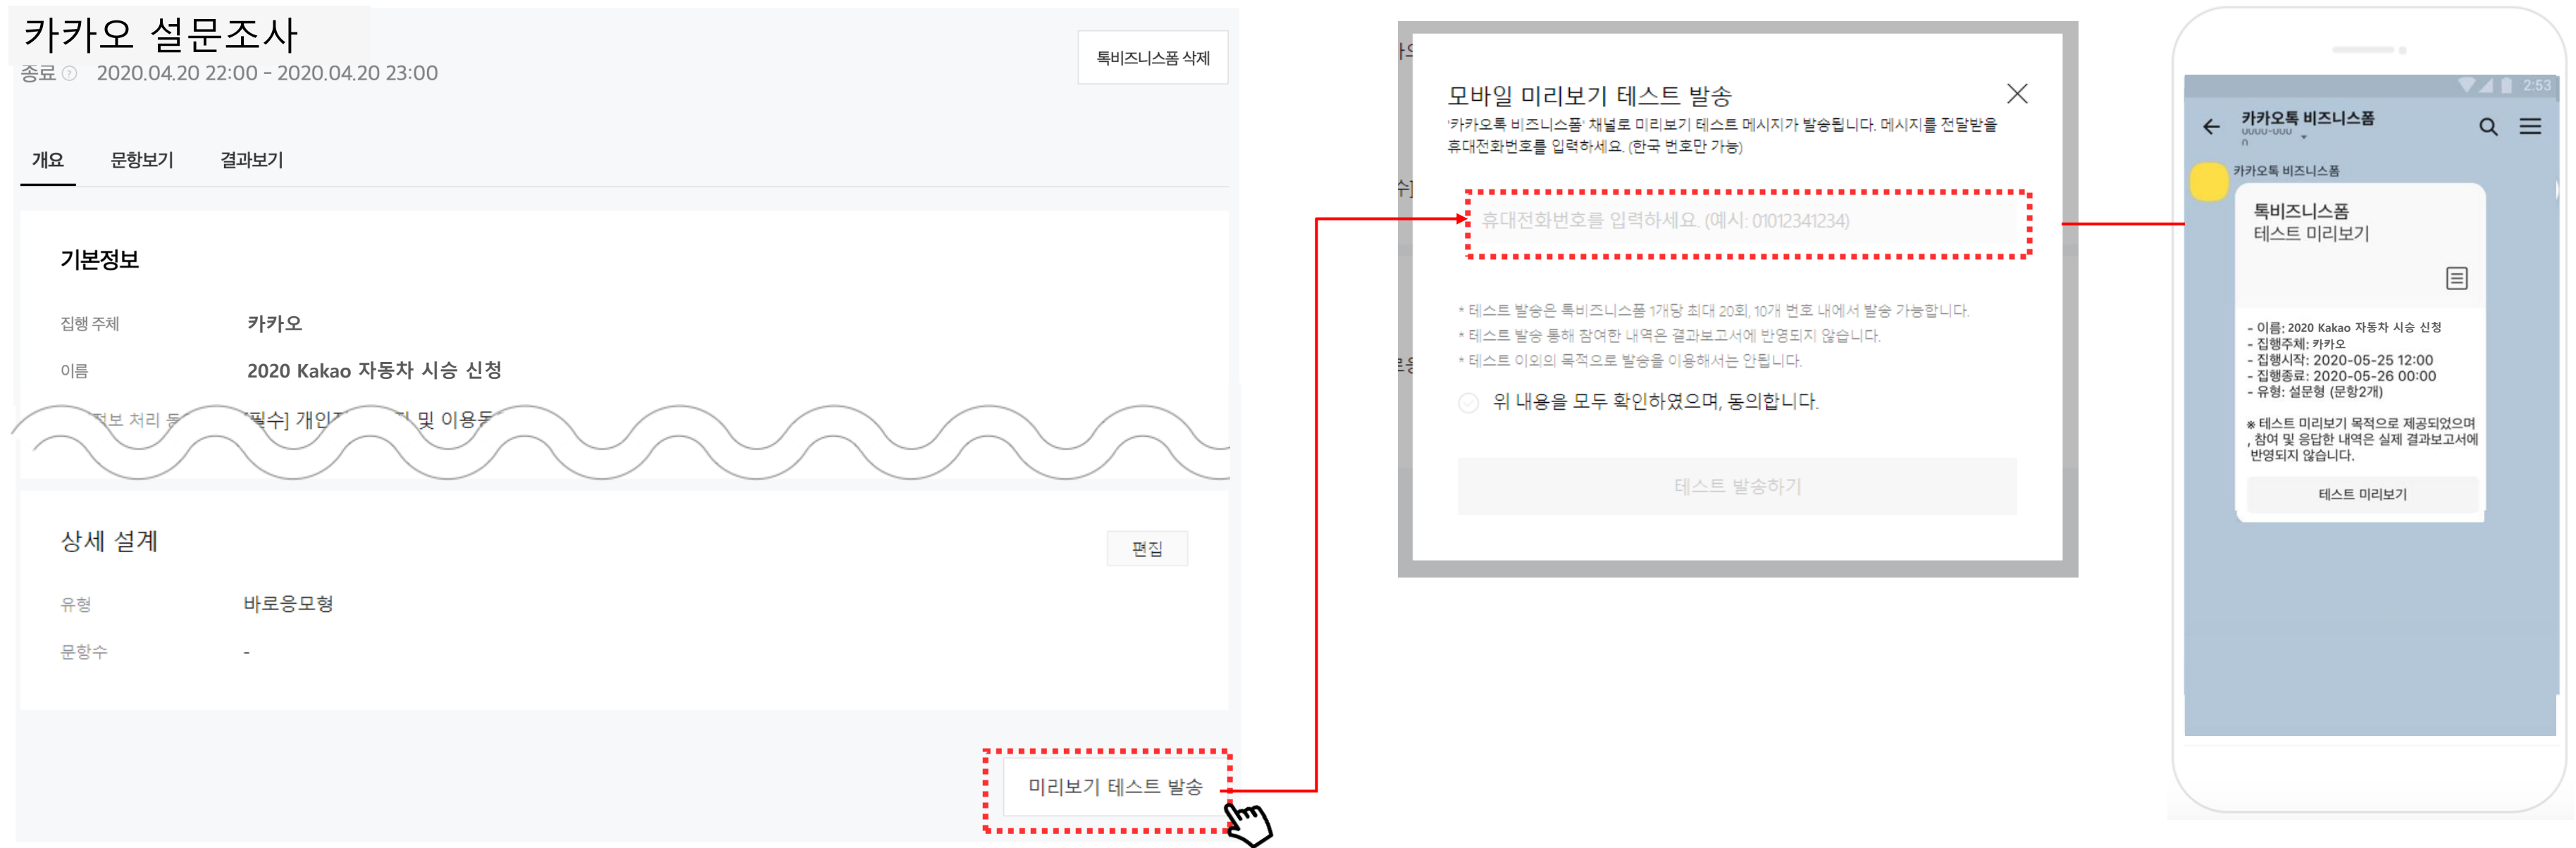 카카오 설문조사
종료 2020.04.20 22:00 - 2020.04.20 23:00
톡비즈니스폼 삭제
개요 문항보기 결과보기
기본정보
집행 주체 카카오
이름 2020 Kakao 자동차 시승 신청
정보 처리 [필수] 개인 및 이용동
상세 설계
편집
유형 바로응모형
문항수 -
미리보기 테스트 발송
모바일 미리보기 테스트 발송
'카카오톡 비즈니스폼' 채널로 미리보기 테스트 메시지가 발송됩니다. 메시지를 전달받을
휴대전화번호를 입력하세요. (한국 번호만 가능)
휴대전화번호를 입력하세요. (예시: 01012341234)
* 테스트 발송은 톡비즈니스폼 1개당 최대 20회, 10개 번호 내에서 발송 가능합니다.
* 테스트 발송 통해 참여한 내역은 결과보고서에 반영되지 않습니다.
* 테스트 이외의 목적으로 발송을 이용해서는 안됩니다.
위 내용을 모두 확인하였으며, 동의합니다.
테스트 발송하기
2:53
카카오톡 비즈니스폼
카카오톡 비즈니스폼
톡비즈니스폼
테스트 미리보기
- 이름: 2020 Kakao 자동차 시승 신청
- 집행주체: 카카오
- 집행시작: 2020-05-25 12:00
- 집행종료: 2020-05-26 00:00
- 유형: 설문형 (문항2개)
※ 테스트 미리보기 목적으로 제공되었으며
, 참여 및 응답한 내역은 실제 결과보고서에
반영되지 않습니다.
테스트 미리보기